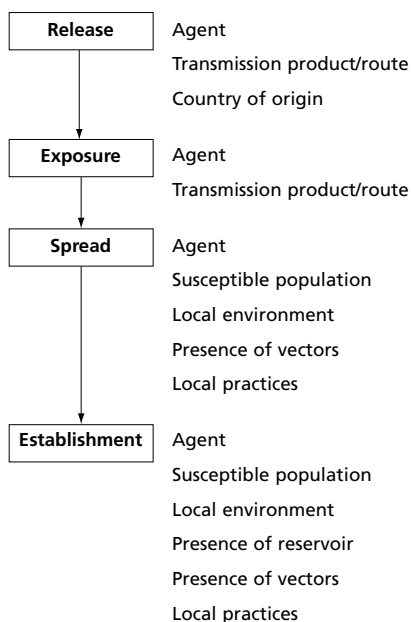 Release
Agent
Transmission product/route
Country of origin
Exposure
Agent
Transmission product/route
Spread
Agent
Susceptible population
Local environment
Presence of vectors
Local practices
Establishment
Agent
Susceptible population
Local environment
Presence of reservoir
Presence of vectors
Local practices